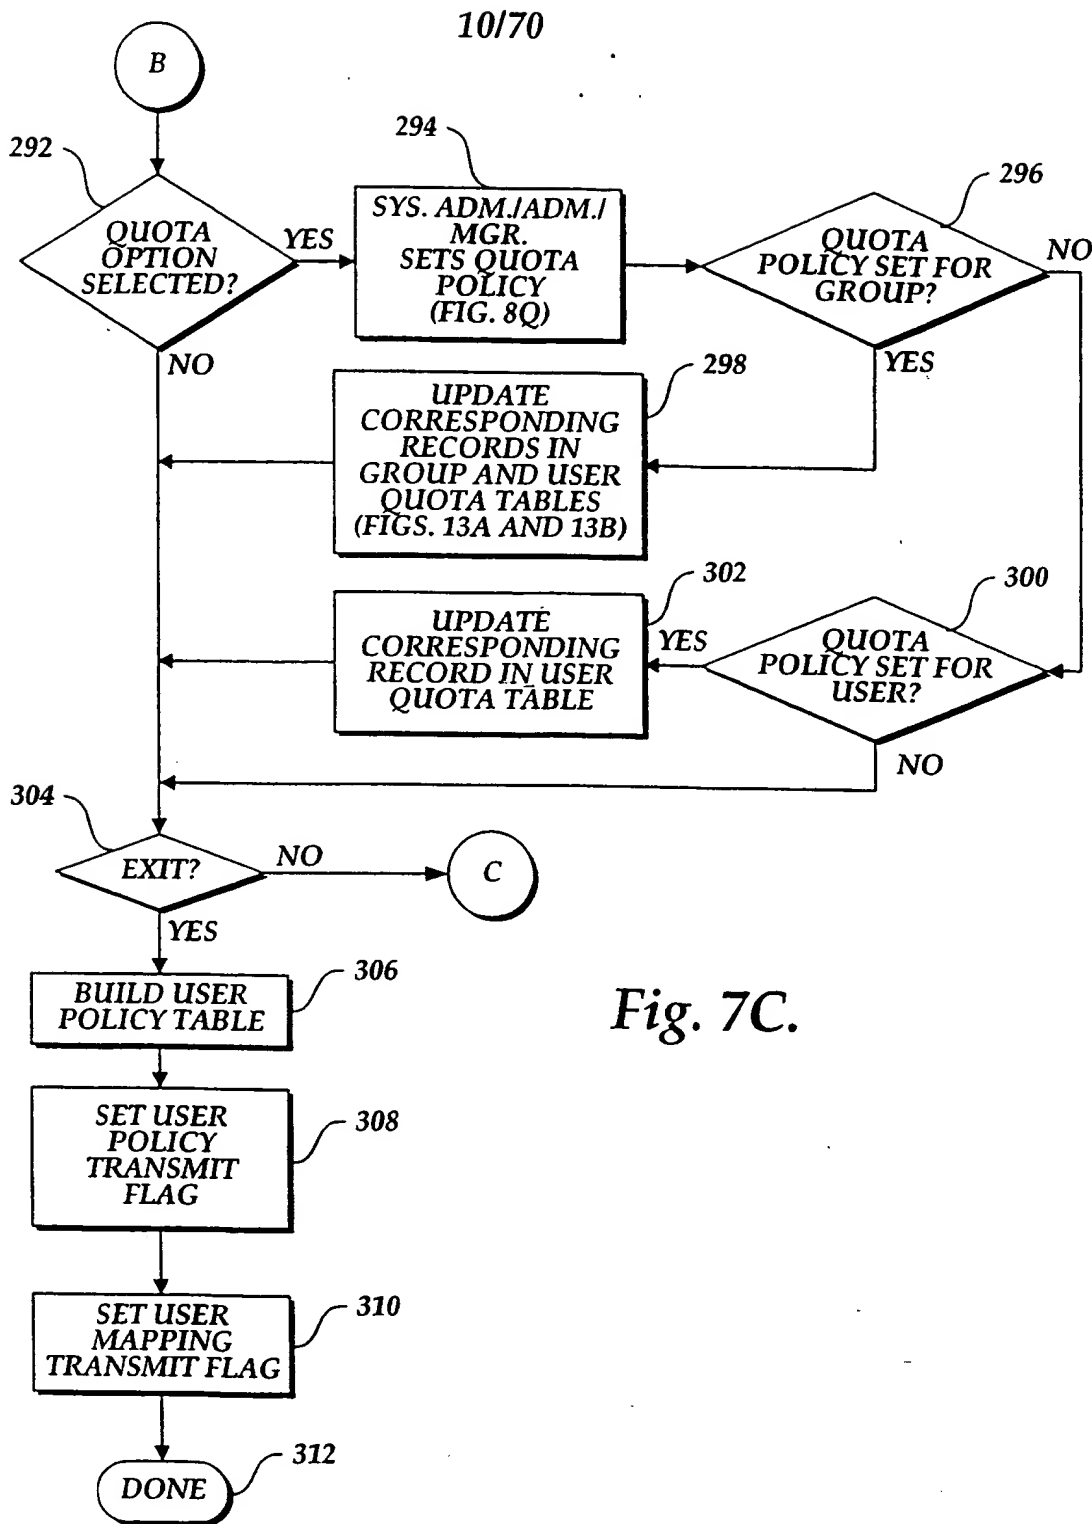 10/70
B
292
QUOTA
OPTION
SELECTED?
YES
NO
294
SYS. ADM./ADM./
MGR.
SETS QUOTA
POLICY
(FIG. 8Q)
296
QUOTA
POLICY SET FOR
GROUP?
NO
YES
298
UPDATE
CORRESPONDING
RECORDS IN
GROUP AND USER
QUOTA TABLES
(FIGS. 13A AND 13B)
302
UPDATE
CORRESPONDING
RECORD IN USER
QUOTA TABLE
YES
300
QUOTA
POLICY SET FOR
USER?
NO
304
EXIT?
NO
C
YES
306
BUILD USER
POLICY TABLE
Fig. 7C.
308
SET USER
POLICY
TRANSMIT
FLAG
310
SET USER
MAPPING
TRANSMIT FLAG
312
DONE